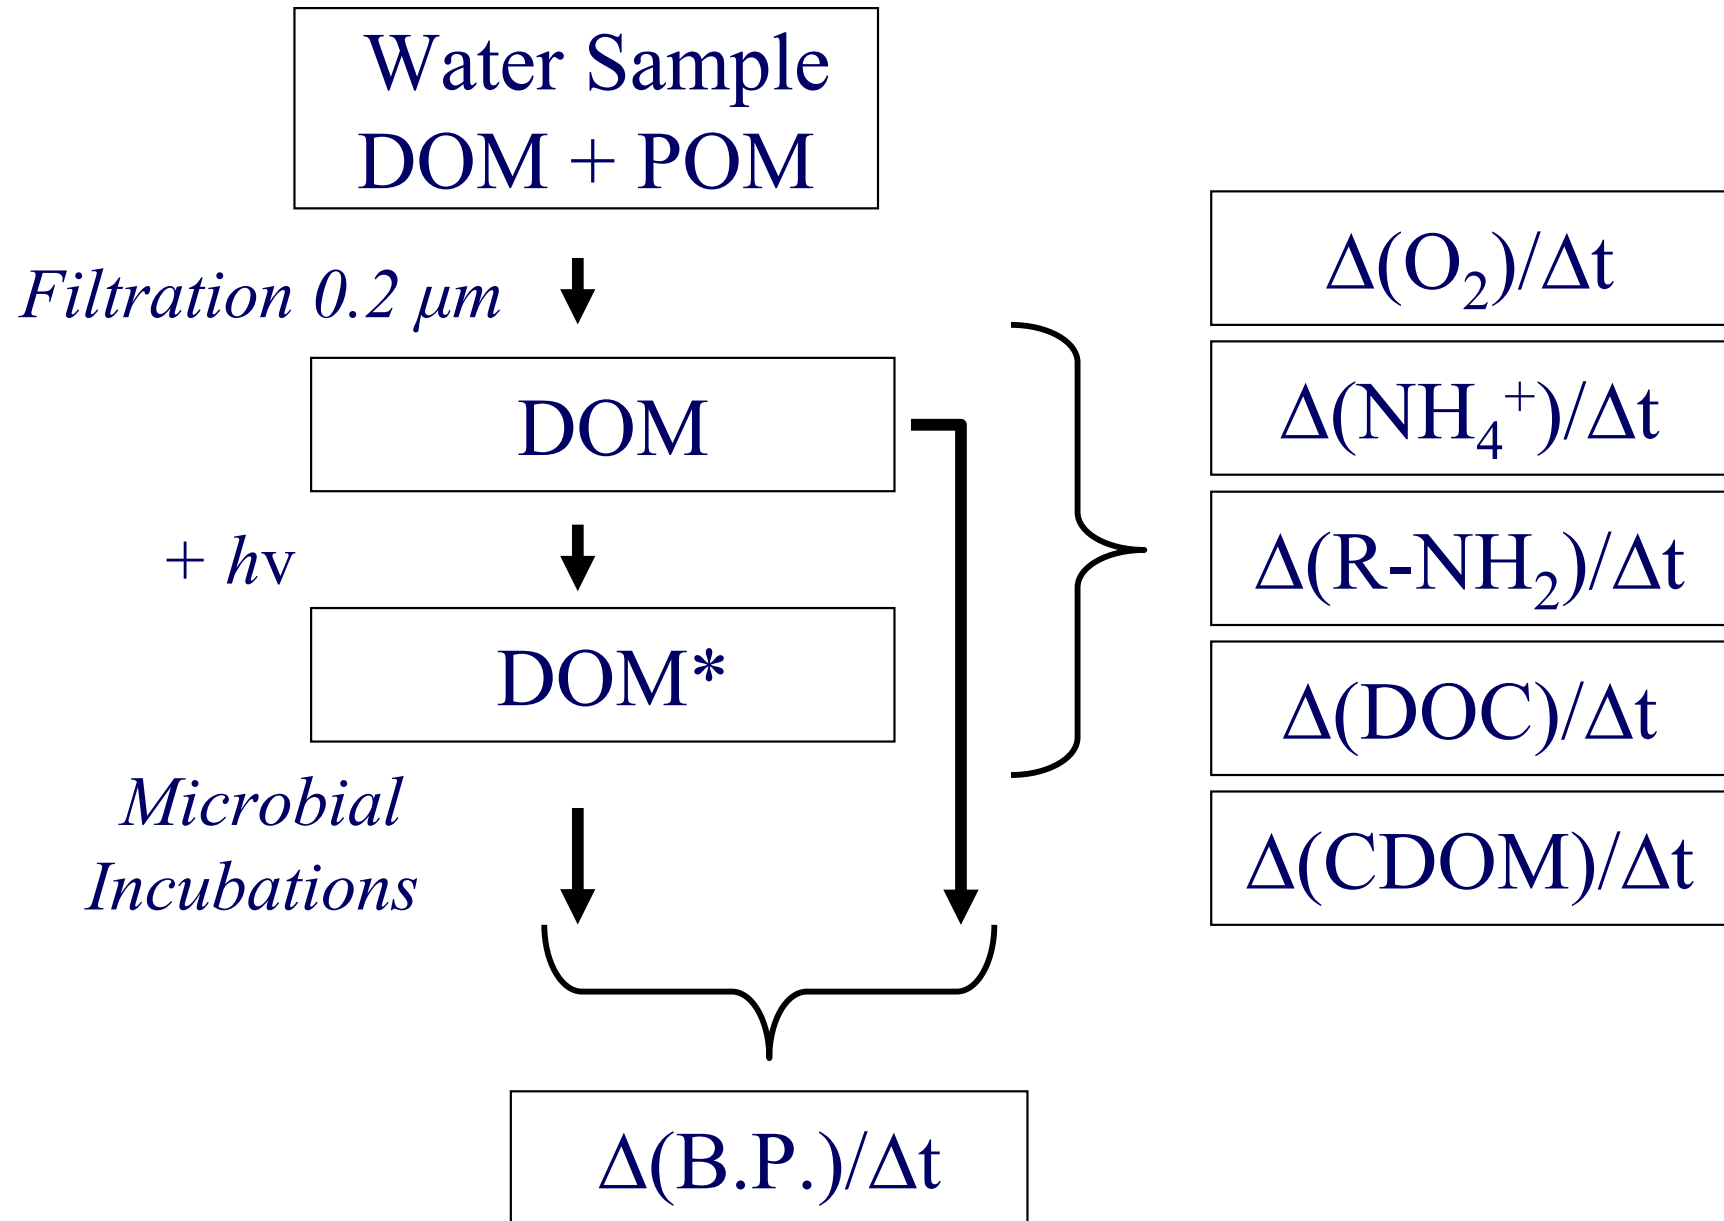 Water Sample
DOM + POM
Filtration 0.2 μm
DOM
+ hν
DOM*
Microbial
Incubations
Δ(B.P.)/Δt
Δ(O₂)/Δt
Δ(NH₄⁺)/Δt
Δ(R-NH₂)/Δt
Δ(DOC)/Δt
Δ(CDOM)/Δt